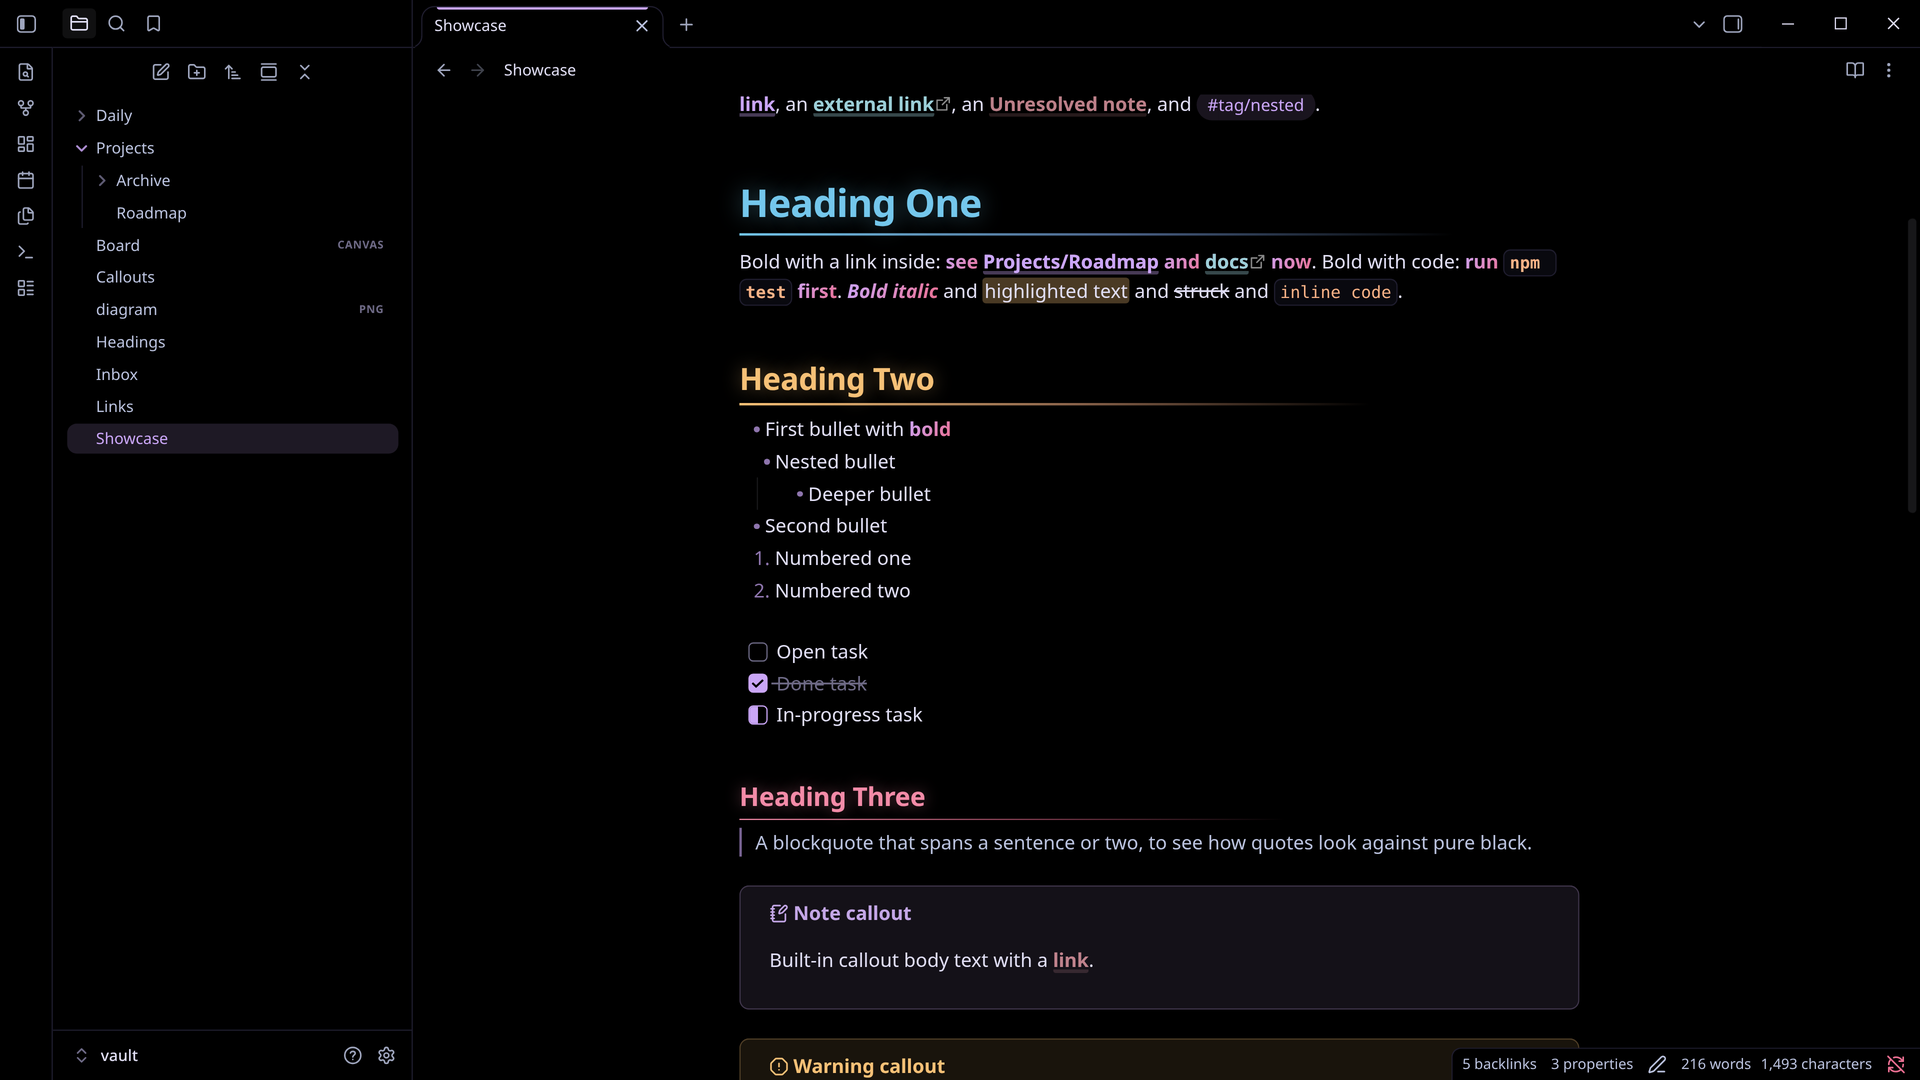 Showcase
Showcase
Daily
Projects
Archive
Roadmap
Board CANVAS
Callouts
diagram PNG
Headings
Inbox
Links
Showcase
vault
link, an external link, an Unresolved note, and #tag/nested.
Heading One
Bold with a link inside: see Projects/Roadmap and docs now. Bold with code: run npm
test first. Bold italic and highlighted text and struck and inline code.
Heading Two
• First bullet with bold
• Nested bullet
• Deeper bullet
• Second bullet
1. Numbered one
2. Numbered two
Open task
Done task
In-progress task
Heading Three
A blockquote that spans a sentence or two, to see how quotes look against pure black.
Note callout
Built-in callout body text with a link.
Warning callout
5 backlinks 3 properties 216 words 1,493 characters